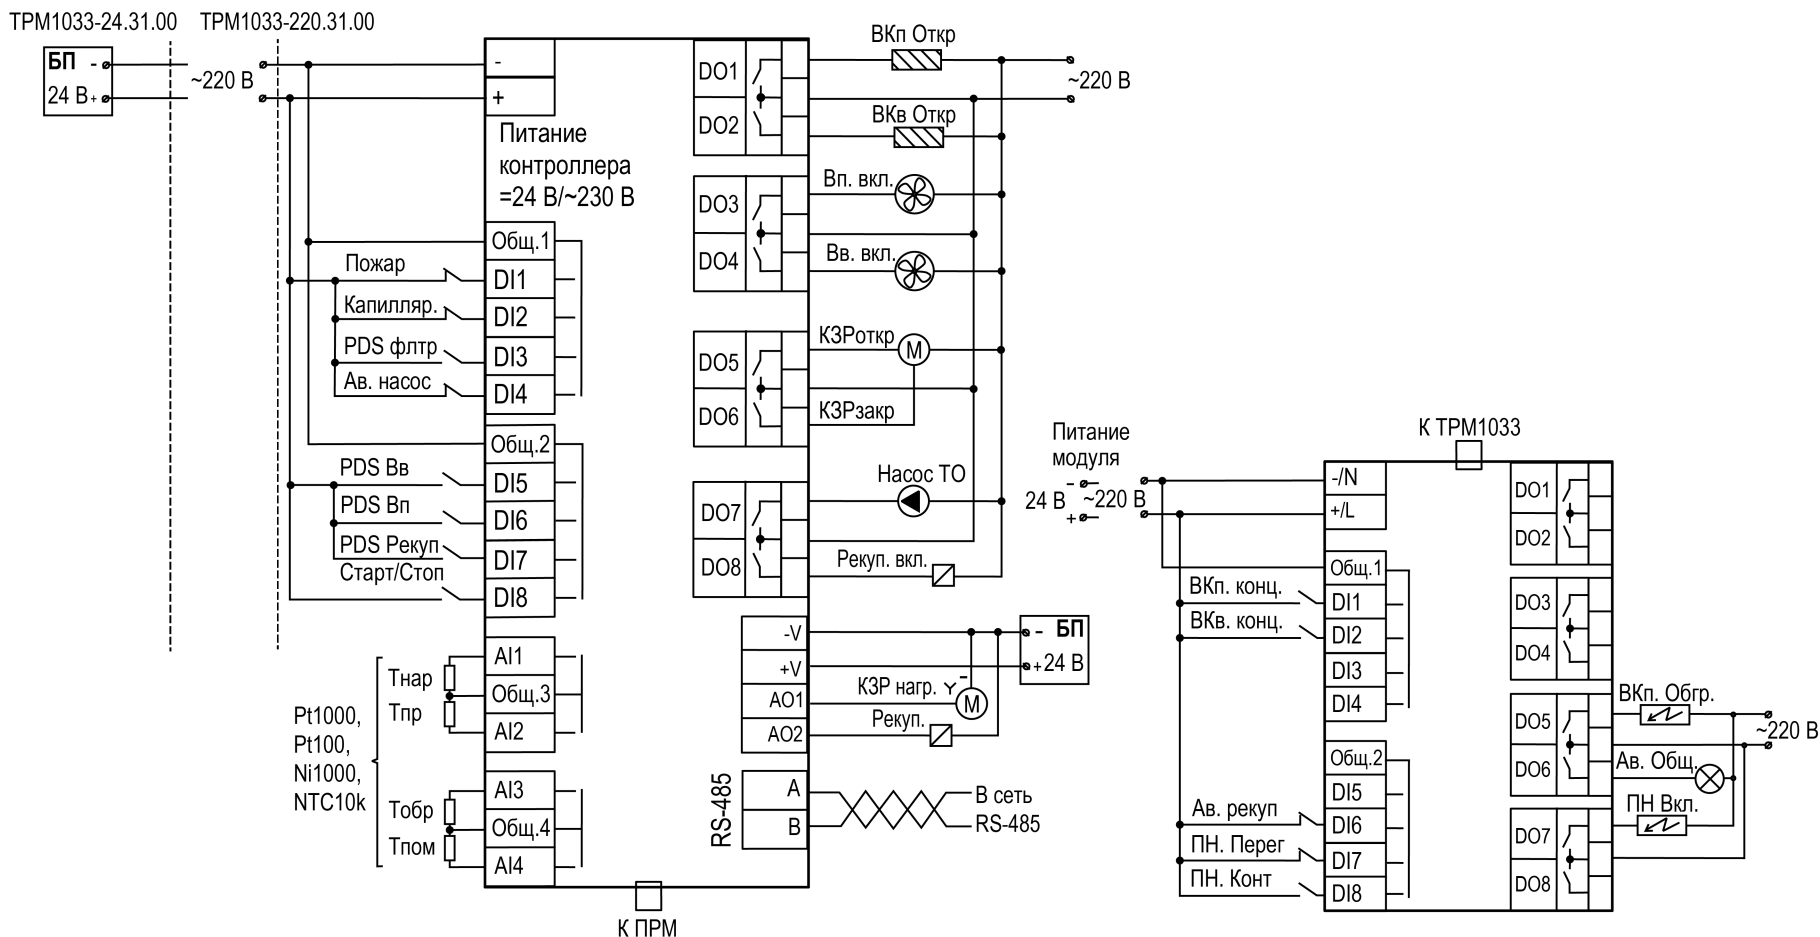 ТРМ1033-24.31.00
ТРМ1033-220.31.00
БП -
24 В +
~220 В
-
+
Питание
контроллера
=24 В/~230 В
Общ.1
Пожар
DI1
Капилляр.
DI2
PDS флтр
DI3
Ав. насос
DI4
Общ.2
PDS Вв
DI5
PDS Вп
DI6
PDS Рекуп
DI7
Старт/Стоп
DI8
Pt1000,
Pt100,
Ni1000,
NTC10k
Тнар
Тпр
Тобр
Тпом
AI1
Общ.3
AI2
AI3
Общ.4
AI4
К ПРМ
DO1
DO2
DO3
DO4
DO5
DO6
DO7
DO8
ВКп Откр
~220 В
ВКв Откр
Вп. вкл.
Вв. вкл.
КЗРоткр
M
КЗРзакр
Насос ТО
Рекуп. вкл.
-V
+V
AO1
AO2
- БП
+ 24 В
КЗР нагр. Y -
M
Рекуп.
RS-485
A
B
В сеть
RS-485
Питание
модуля
-
24 В
+
~220 В
К ТРМ1033
-/N
+/L
Общ.1
ВКп. конц.
DI1
ВКв. конц.
DI2
DI3
DI4
Общ.2
DI5
Ав. рекуп
DI6
ПН. Перег
DI7
ПН. Конт
DI8
DO1
DO2
DO3
DO4
DO5
DO6
DO7
DO8
ВКп. Обгр.
~220 В
Ав. Общ.
ПН Вкл.